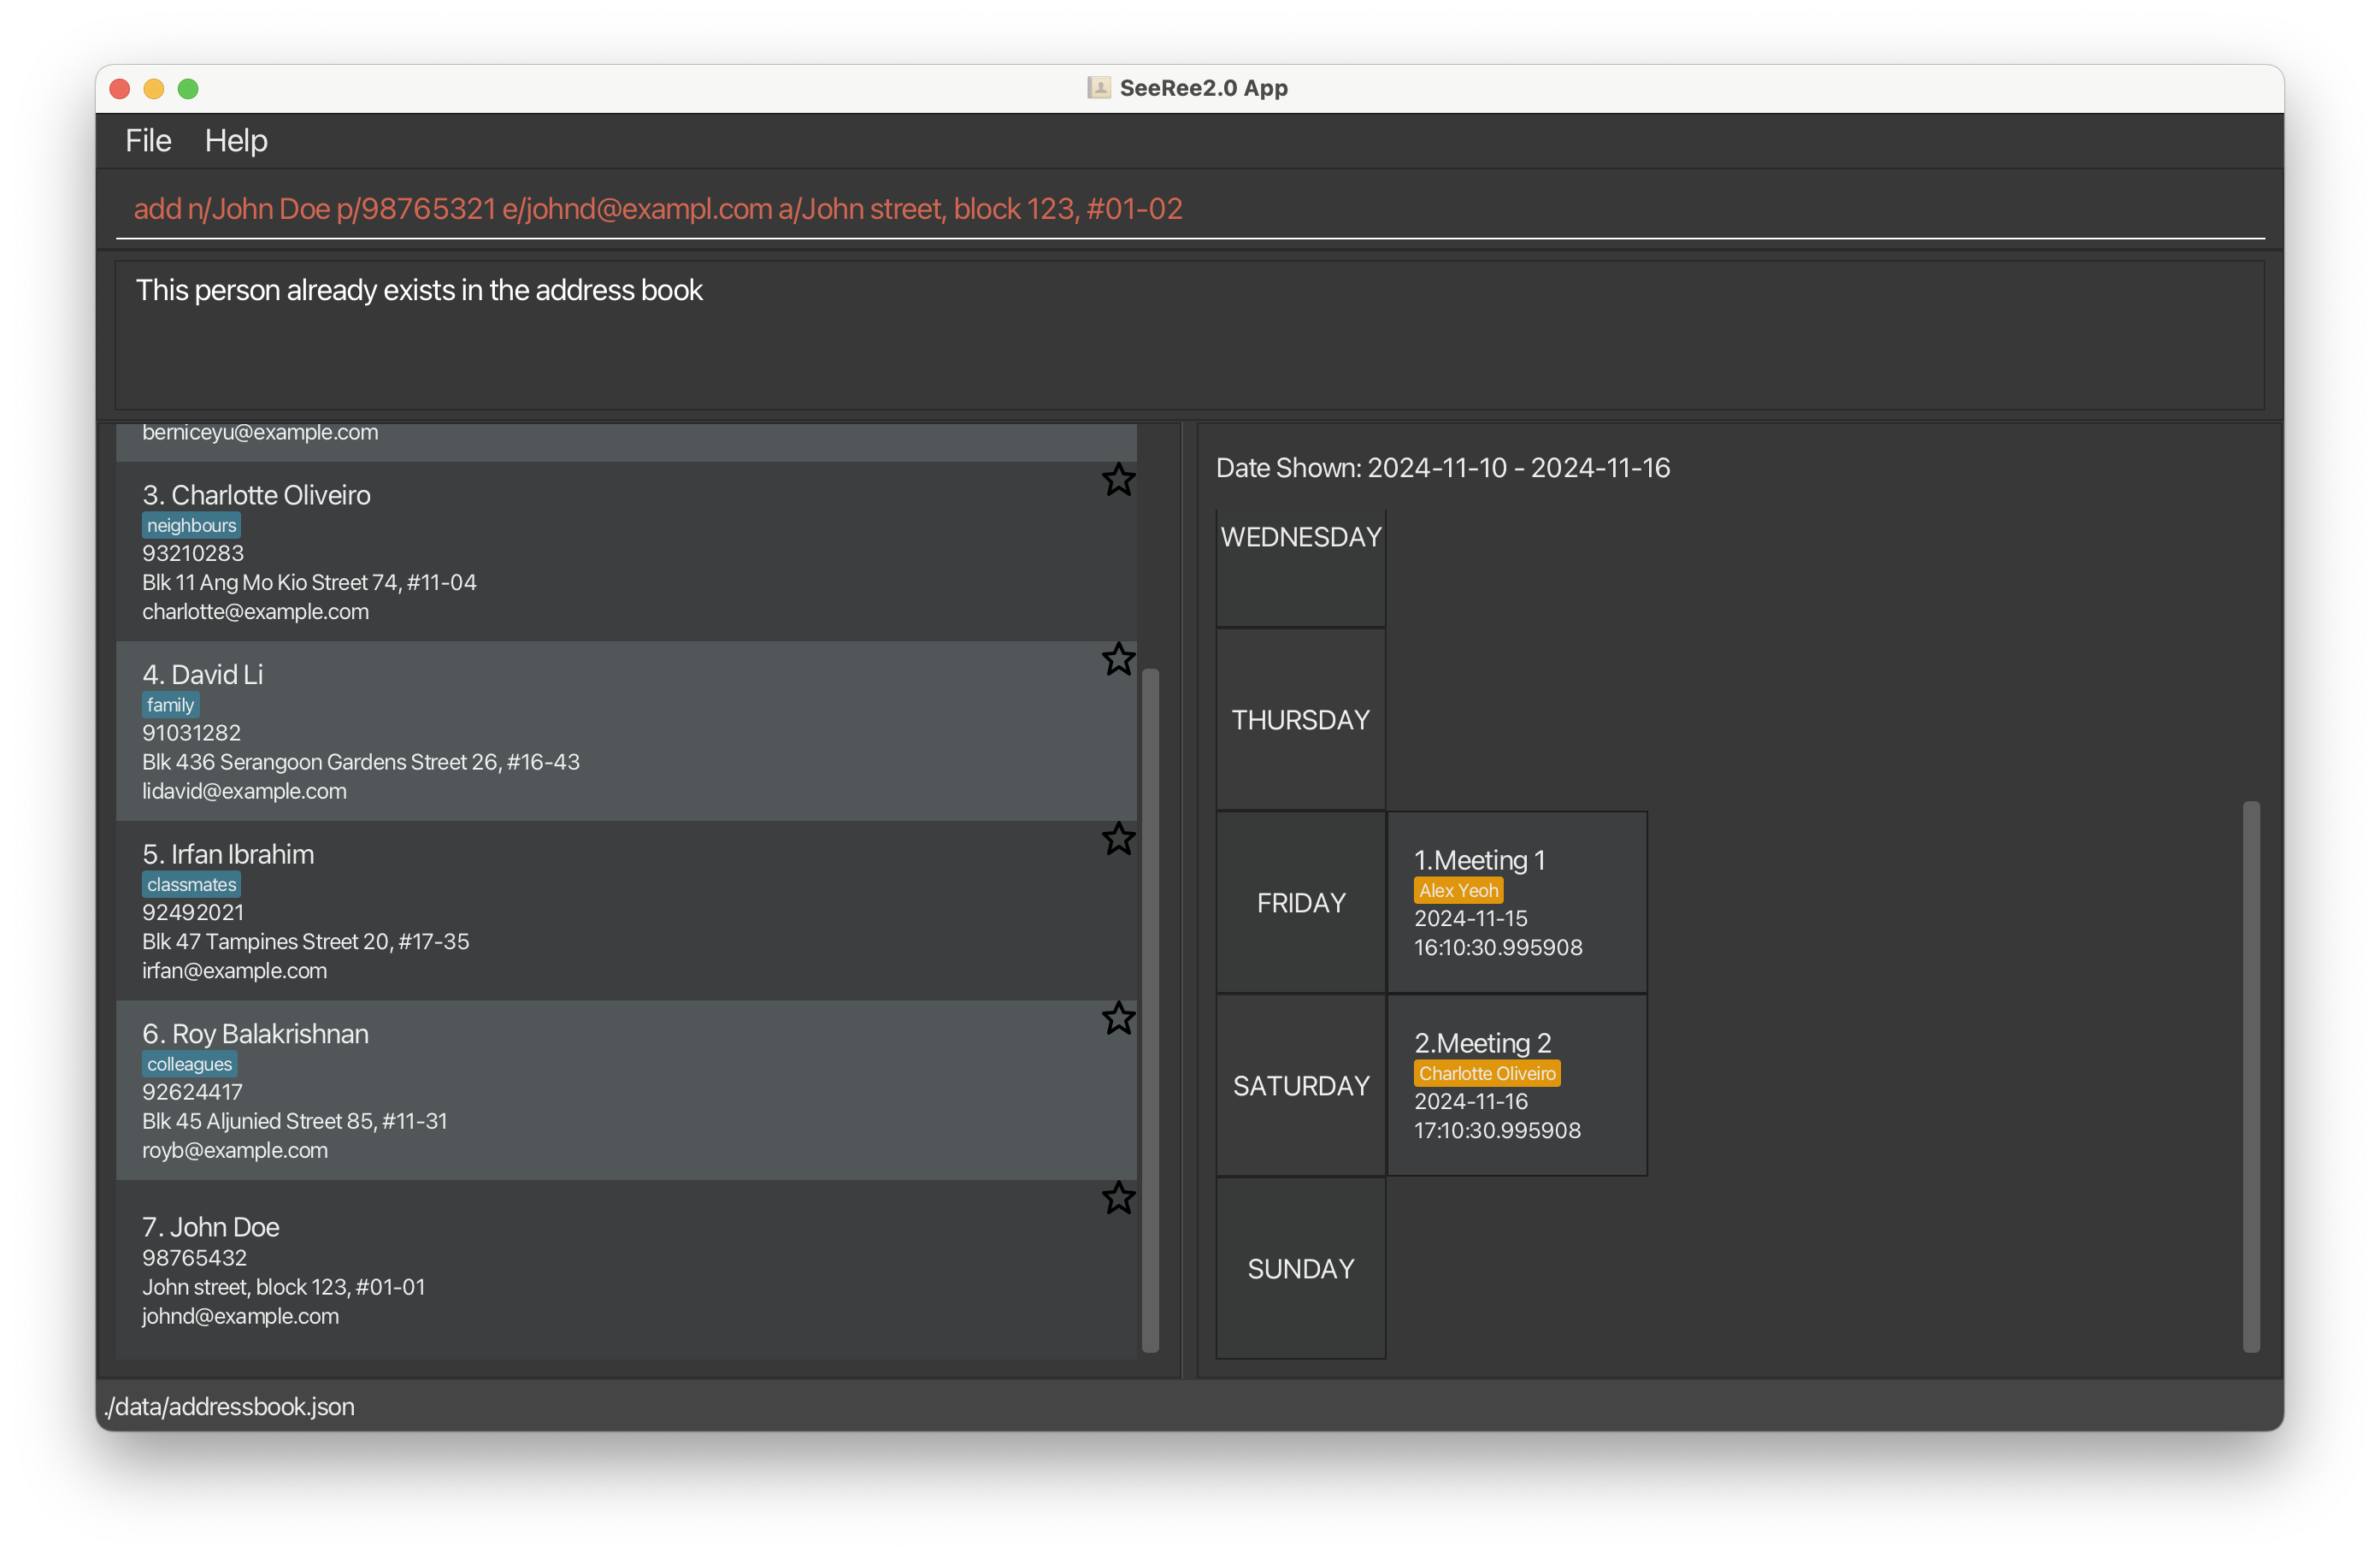 SeeRee2.0 App
File Help
add n/John Doe p/98765321 e/johnd@exampl.com a/John street, block 123, #01-02
This person already exists in the address book
berniceyu@example.com
3. Charlotte Oliveiro
neighbours
93210283
Blk 11 Ang Mo Kio Street 74, #11-04
charlotte@example.com
4. David Li
family
91031282
Blk 436 Serangoon Gardens Street 26, #16-43
lidavid@example.com
5. Irfan Ibrahim
classmates
92492021
Blk 47 Tampines Street 20, #17-35
irfan@example.com
6. Roy Balakrishnan
colleagues
92624417
Blk 45 Aljunied Street 85, #11-31
royb@example.com
7. John Doe
98765432
John street, block 123, #01-01
johnd@example.com
Date Shown: 2024-11-10 - 2024-11-16
WEDNESDAY
THURSDAY
FRIDAY
1.Meeting 1
Alex Yeoh
2024-11-15
16:10:30.995908
SATURDAY
2.Meeting 2
Charlotte Oliveiro
2024-11-16
17:10:30.995908
SUNDAY
./data/addressbook.json